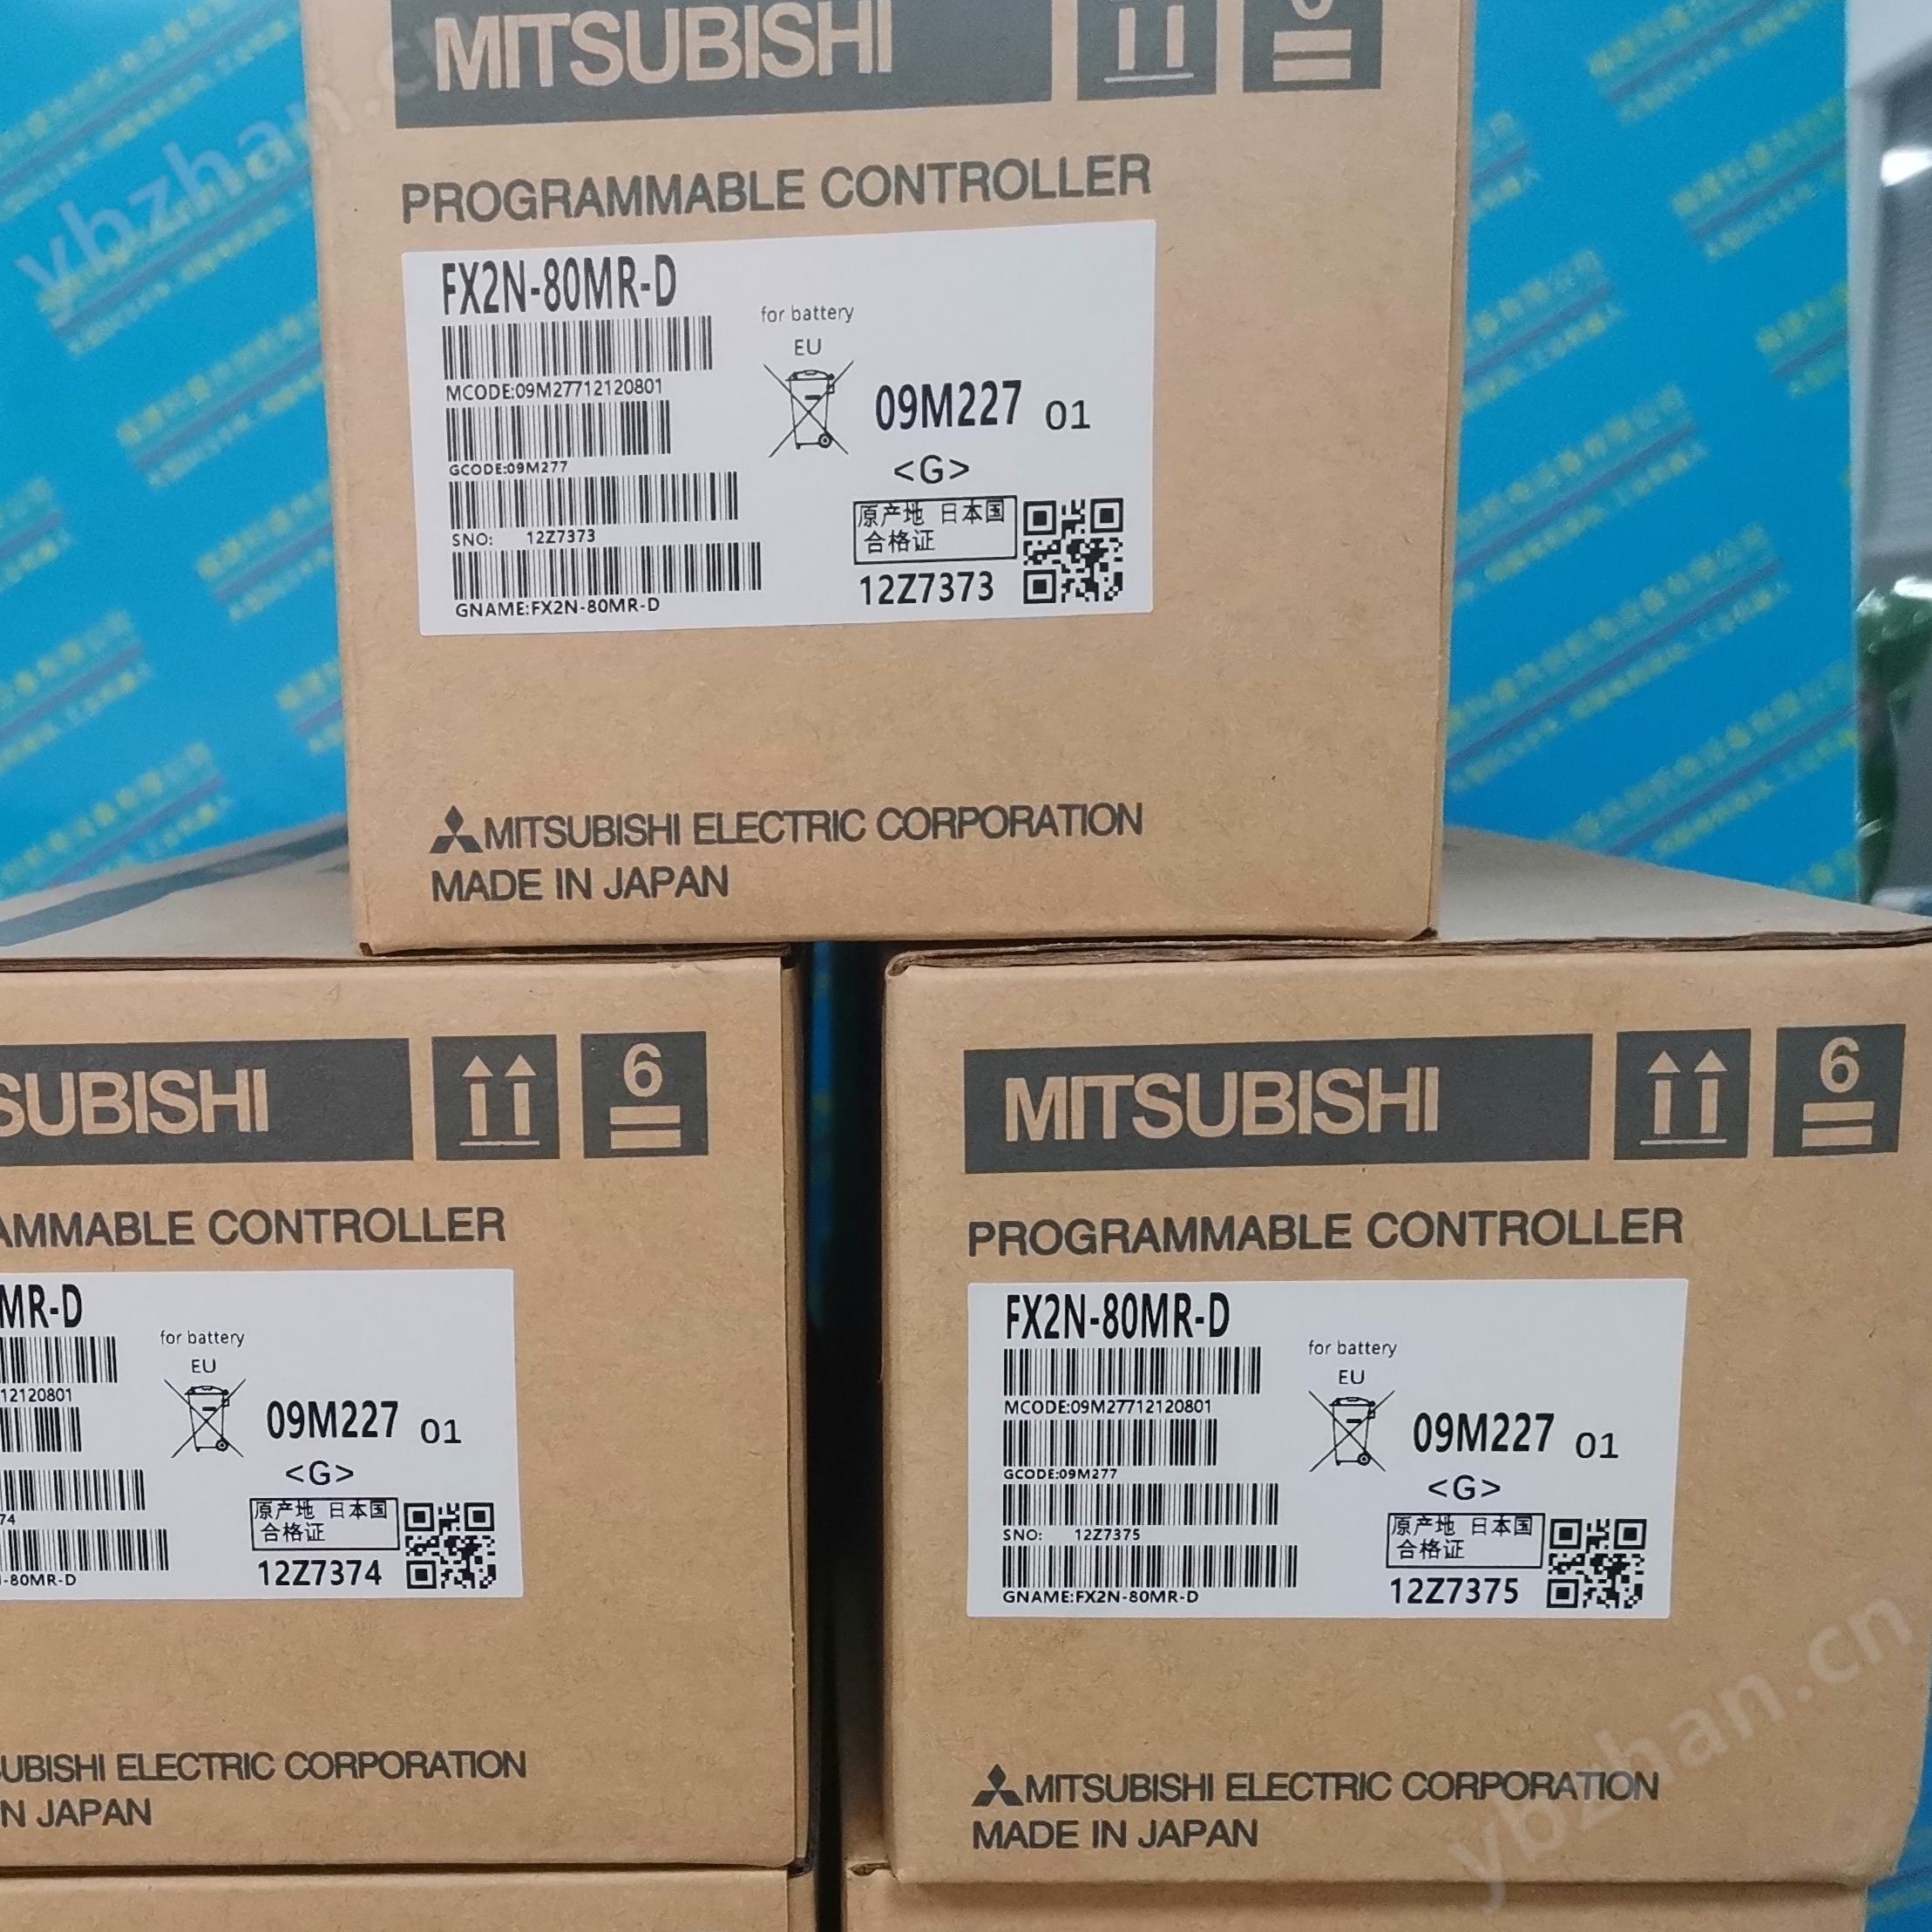 MITSUBISHI
PROGRAMMABLE CONTROLLER
FX2N-80MR-D
for battery
EU
MCODE:09M27712120801
09M227 01
GCODE:09M277
<G>
SNO: 12Z7373
原产地 日本国
合格证
12Z7373
GNAME:FX2N-80MR-D
MITSUBISHI ELECTRIC CORPORATION
MADE IN JAPAN
SUBISHI
6
AMMABLE CONTROLLER
MR-D
for battery
EU
12120801
09M227 01
<G>
74
原产地 日本国
合格证
12Z7374
-80MR-D
UBISHI ELECTRIC CORPORATION
N JAPAN
MITSUBISHI
6
PROGRAMMABLE CONTROLLER
FX2N-80MR-D
for battery
EU
MCODE:09M27712120801
09M227 01
GCODE:09M277
<G>
SNO: 12Z7375
原产地 日本国
合格证
12Z7375
GNAME:FX2N-80MR-D
MITSUBISHI ELECTRIC CORPORATION
MADE IN JAPAN
ybzhan.cn
ybzhan.cn